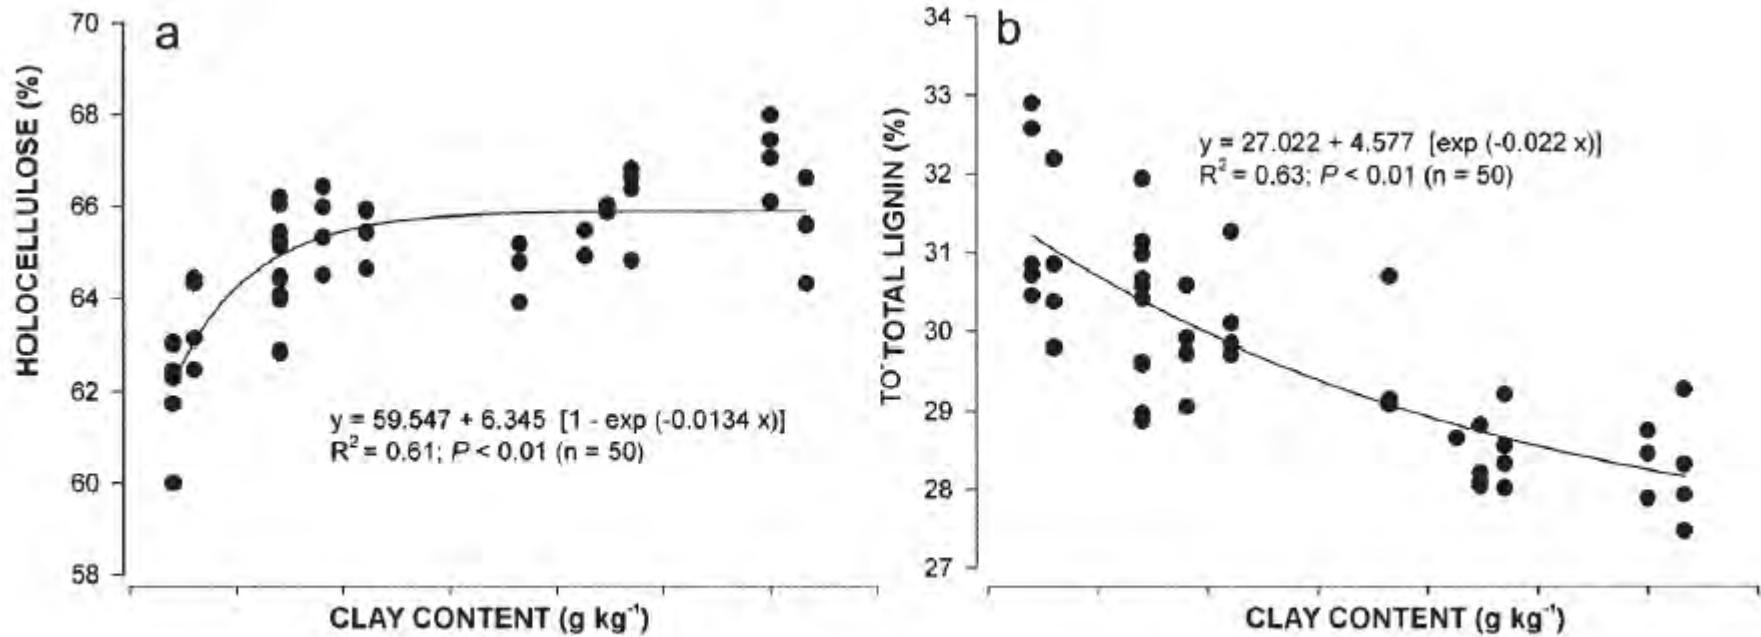 a
HOLOCELLULOSE (%)
70
68
66
64
62
60
58
y = 59.547 + 6.345 [1 - exp (-0.0134 x)]
R² = 0.61; P < 0.01 (n = 50)
CLAY CONTENT (g kg⁻¹)
b
TOTOTAL LIGNIN (%)
34
33
32
31
30
29
28
27
y = 27.022 + 4.577 [exp (-0.022 x)]
R² = 0.63; P < 0.01 (n = 50)
CLAY CONTENT (g kg⁻¹)